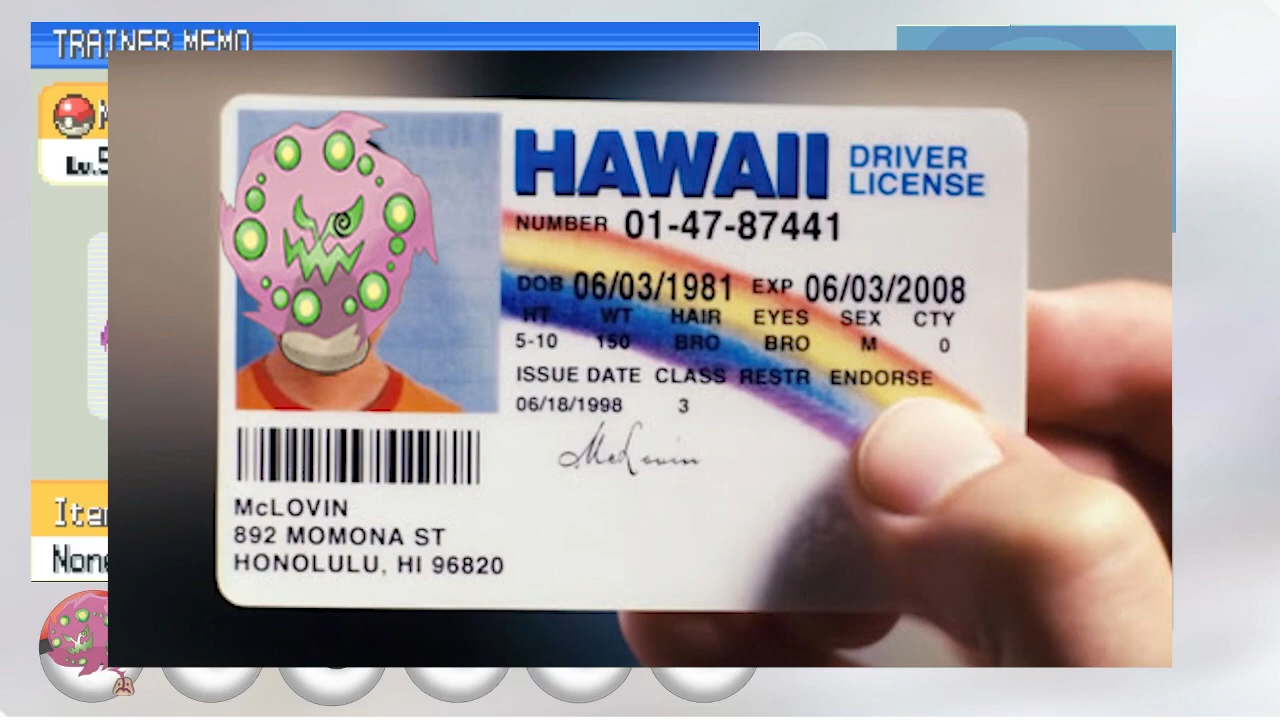 TRAINER MEMO
Lv.5
Item
None
HAWAII
DRIVER
LICENSE
NUMBER 01-47-87441
DOB 06/03/1981 EXP 06/03/2008
HT WT HAIR EYES SEX CTY
5-10 150 BRO BRO M 0
ISSUE DATE CLASS RESTR ENDORSE
06/18/1998 3
McLovin
McLOVIN
892 MOMONA ST
HONOLULU, HI 96820